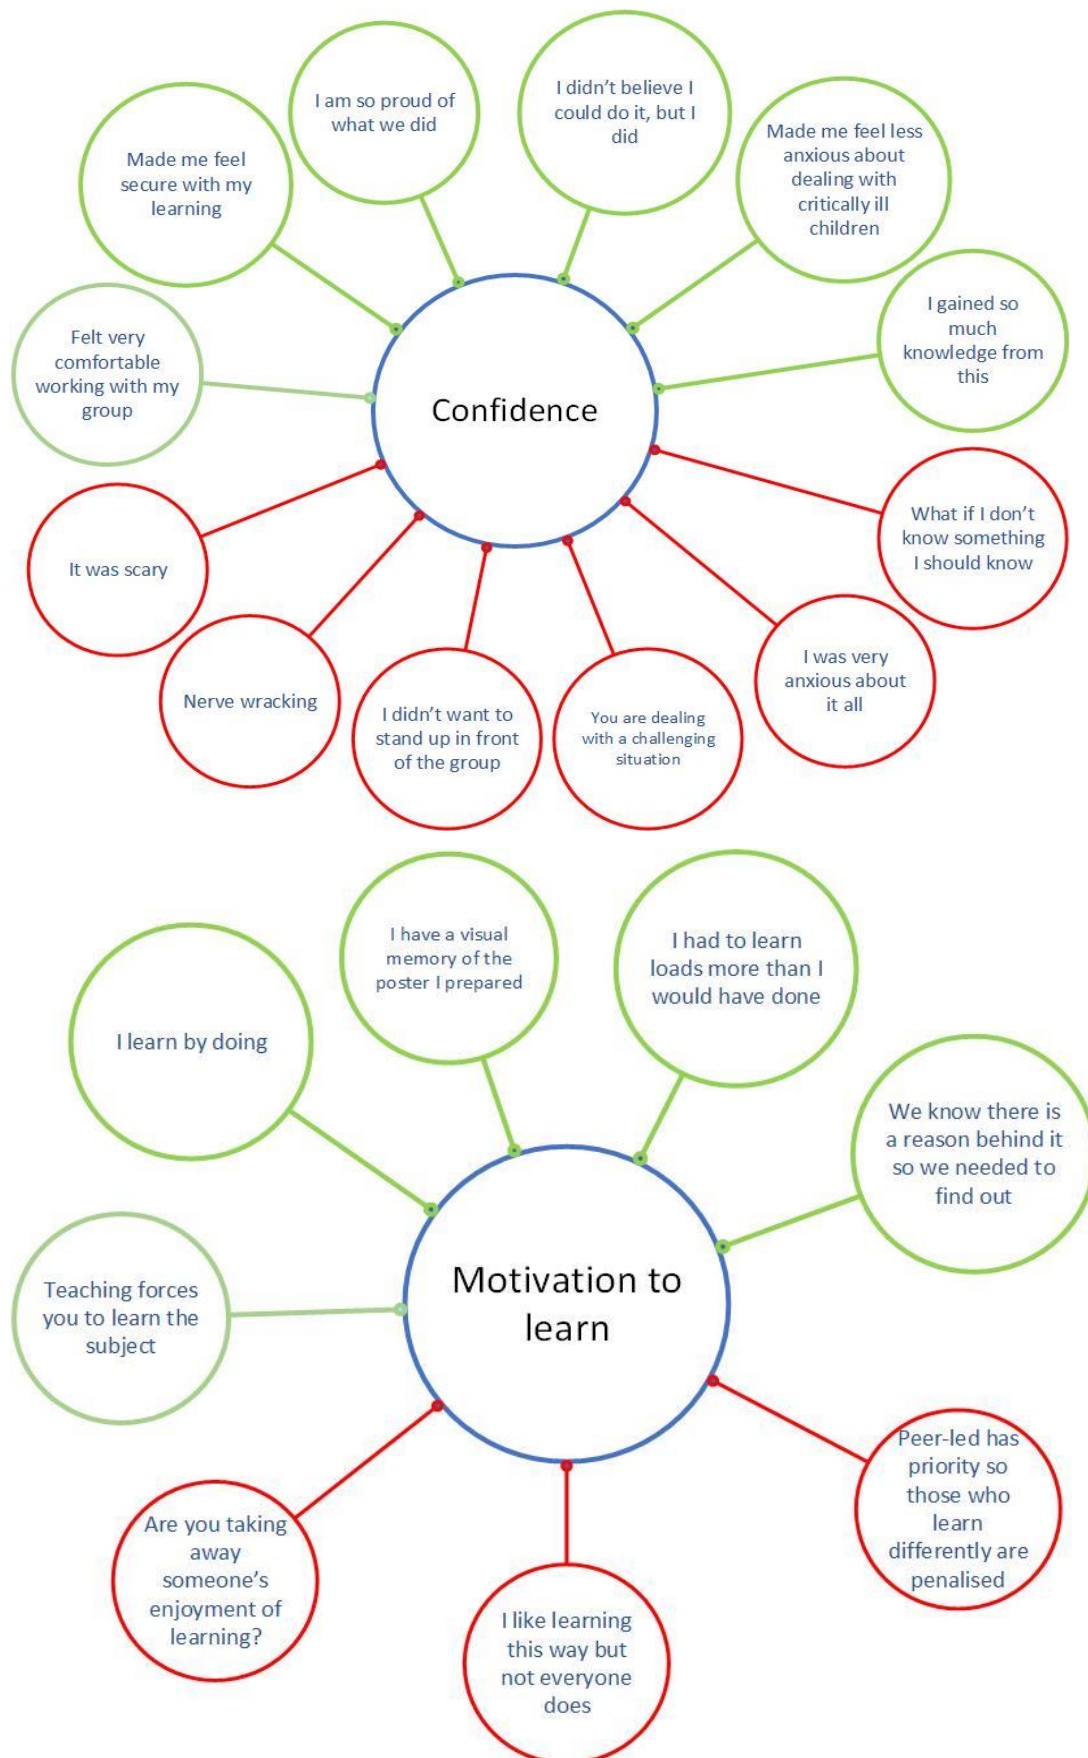 I am so proud of
what we did
I didn’t believe I
could do it, but I
did
Made me feel
secure with my
learning
Made me feel less
anxious about
dealing with
critically ill
children
Felt very
comfortable
working with my
group
I gained so
much
knowledge from
this
Confidence
It was scary
What if I don’t
know something
I should know
Nerve wracking
I didn’t want to
stand up in front
of the group
You are dealing
with a challenging
situation
I was very
anxious about
it all
I learn by doing
I have a visual
memory of the
poster I prepared
I had to learn
loads more than I
would have done
We know there is
a reason behind it
so we needed to
find out
Teaching forces
you to learn the
subject
Motivation to
learn
Are you taking
away
someone’s
enjoyment of
learning?
I like learning
this way but
not everyone
does
Peer-led has
priority so
those who
learn
differently are
penalised